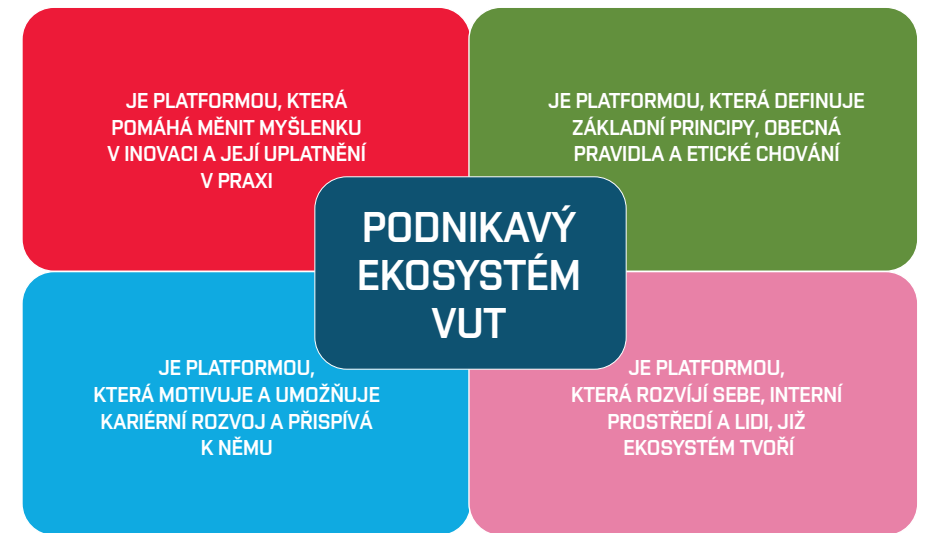 JE PLATFORMOU, KTERÁ
POMÁHÁ MĚNIT MYŠLENKU
V INOVACI A JEJÍ UPLATNĚNÍ
V PRAXI
JE PLATFORMOU, KTERÁ DEFINUJE
ZÁKLADNÍ PRINCIPY, OBECNÁ
PRAVIDLA A ETICKÉ CHOVÁNÍ
PODNIKAVÝ
EKOSYSTÉM
VUT
JE PLATFORMOU,
KTERÁ MOTIVUJE A UMOŽŇUJE
KARIÉRNÍ ROZVOJ A PŘISPÍVÁ
K NĚMU
JE PLATFORMOU,
KTERÁ ROZVÍJÍ SEBE, INTERNÍ
PROSTŘEDÍ A LIDI, JIŽ
EKOSYSTÉM TVOŘÍ